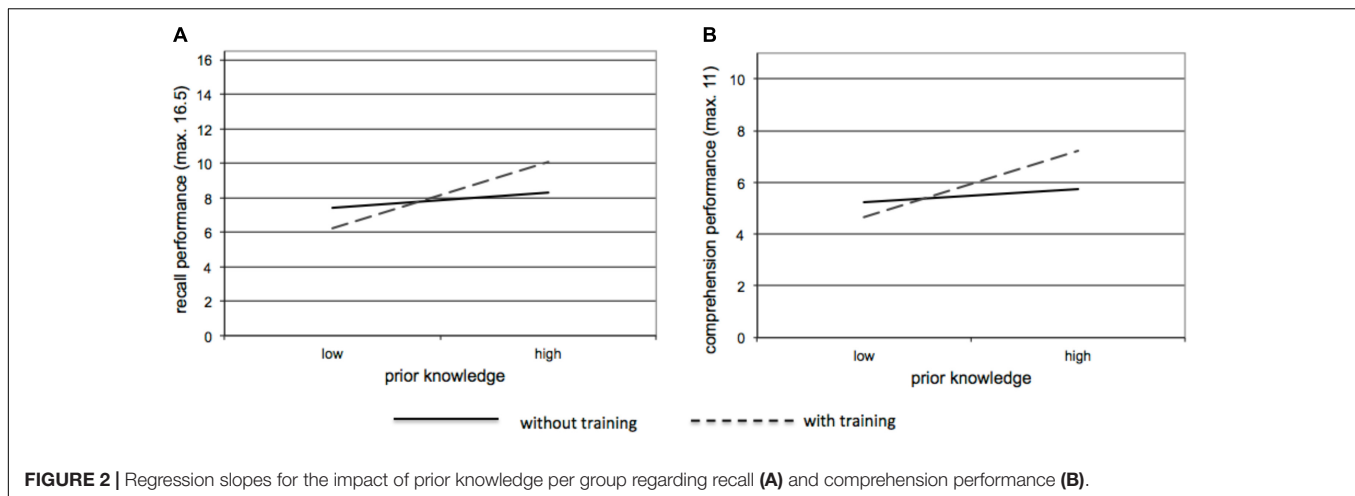 A
recall performance (max. 16.5)
16
14
12
10
8
6
4
2
0
low
high
prior knowledge
B
comprehension performance (max. 11)
10
8
6
4
2
0
low
high
prior knowledge
without training
with training
FIGURE 2 | Regression slopes for the impact of prior knowledge per group regarding recall (A) and comprehension performance (B).